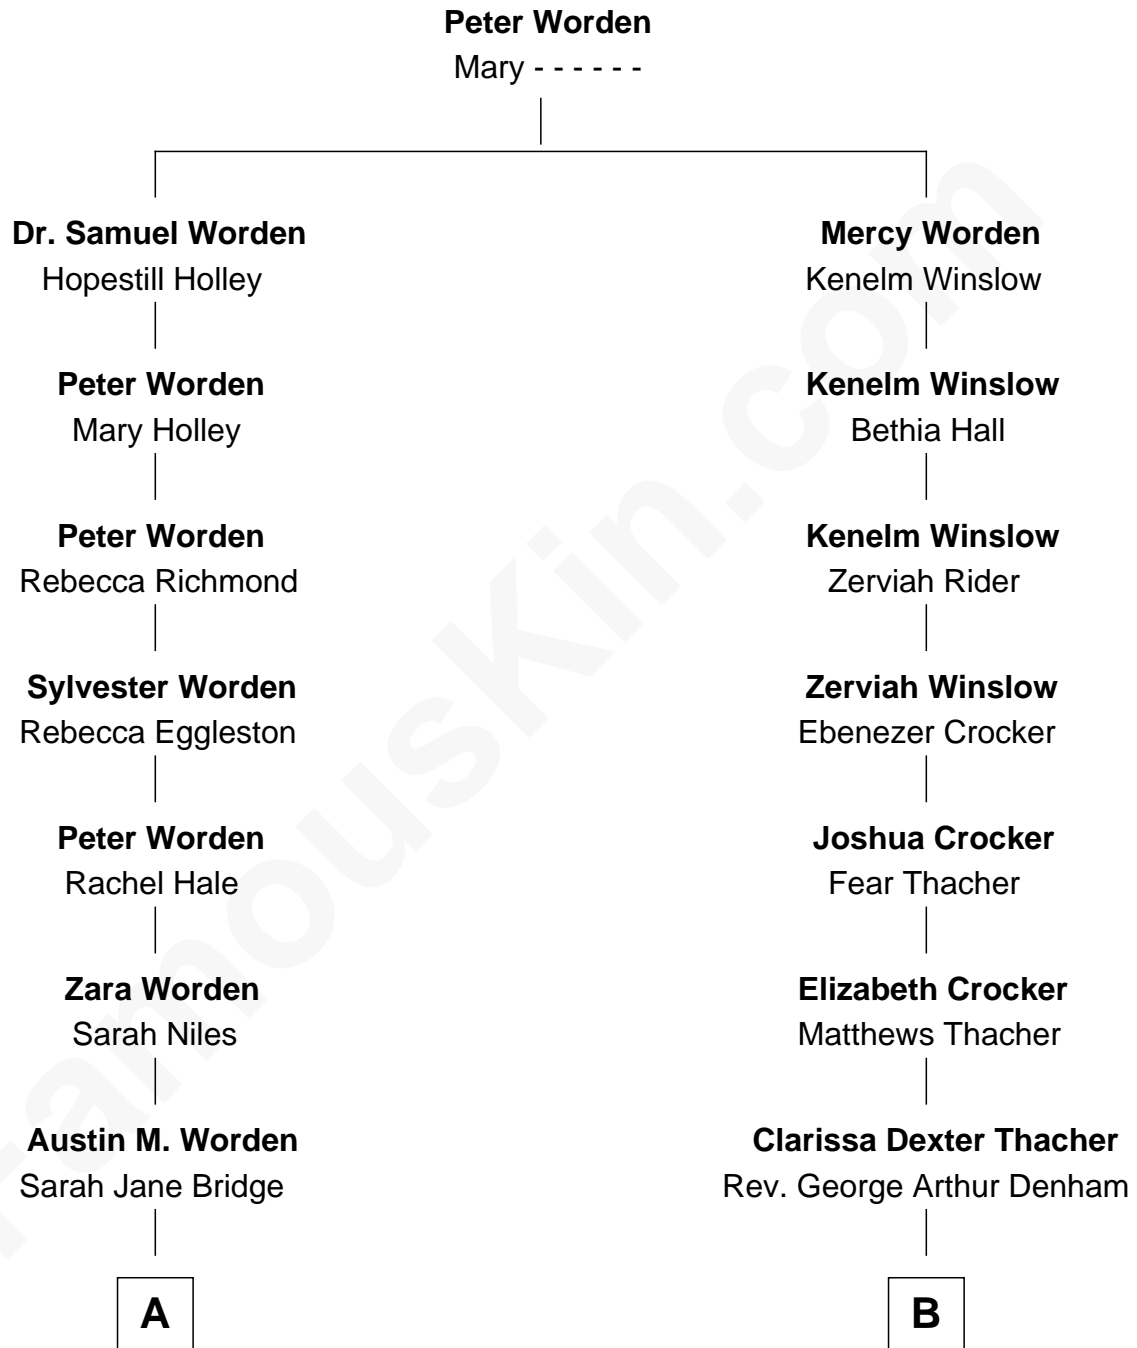 Peter Worden
Mary - - - - - -
Dr. Samuel Worden
Hopestill Holley
Mercy Worden
Kenelm Winslow
Peter Worden
Mary Holley
Kenelm Winslow
Bethia Hall
Peter Worden
Rebecca Richmond
Kenelm Winslow
Zerviah Rider
Sylvester Worden
Rebecca Eggleston
Zerviah Winslow
Ebenezer Crocker
Peter Worden
Rachel Hale
Joshua Crocker
Fear Thacher
Zara Worden
Sarah Niles
Elizabeth Crocker
Matthews Thacher
Austin M. Worden
Sarah Jane Bridge
Clarissa Dexter Thacher
Rev. George Arthur Denham
A
B
FamousKin.com